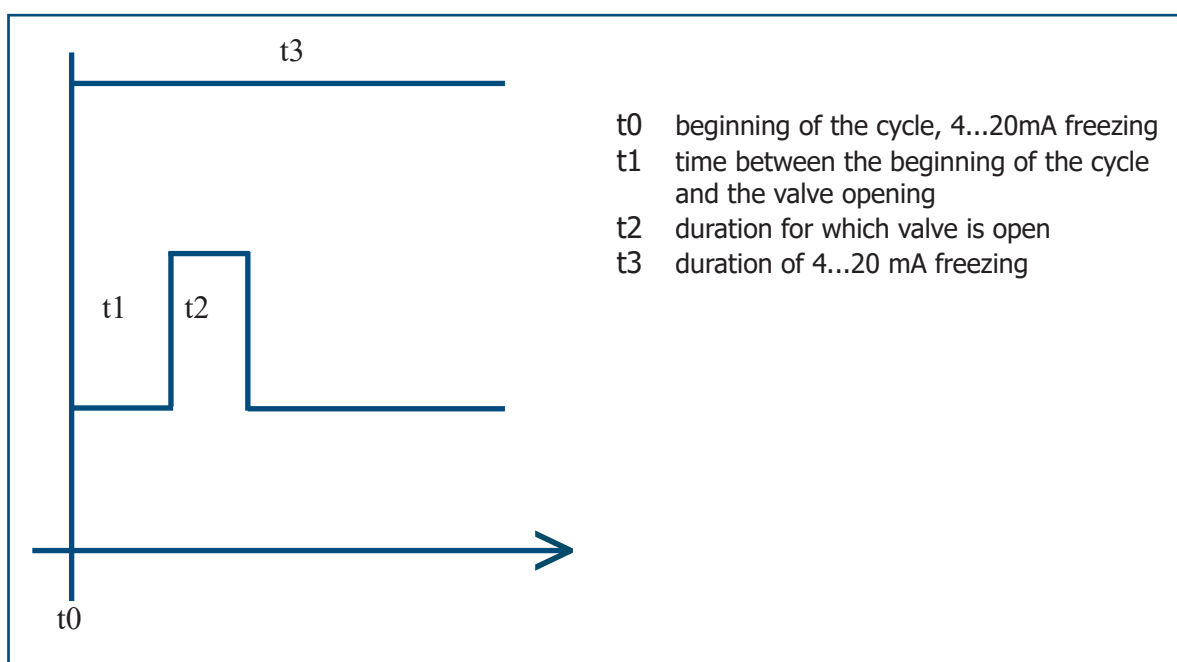 t3
t1
t2
t0
t0 beginning of the cycle, 4...20mA freezing
t1 time between the beginning of the cycle
and the valve opening
t2 duration for which valve is open
t3 duration of 4...20 mA freezing